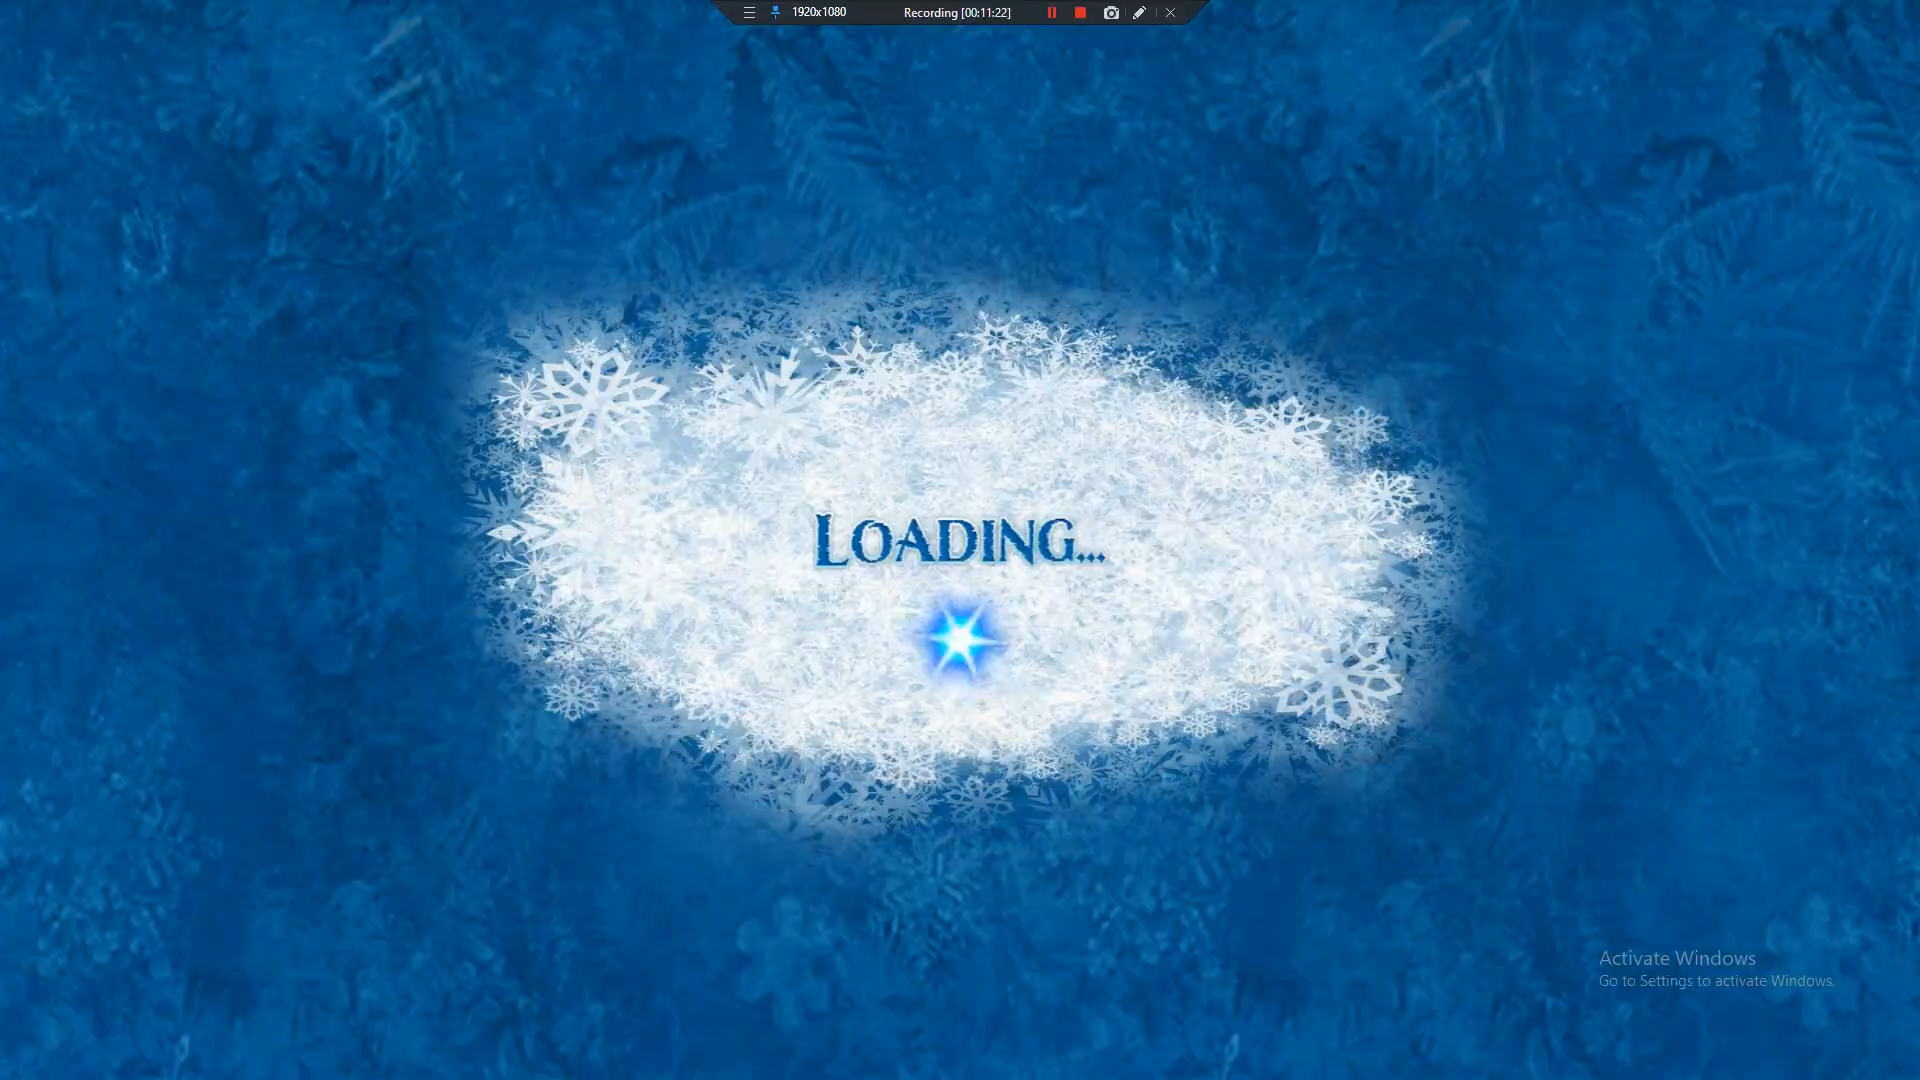 1920x1080
Recording [00:11:22]
LOADING...
Activate Windows
Go to Settings to activate Windows.